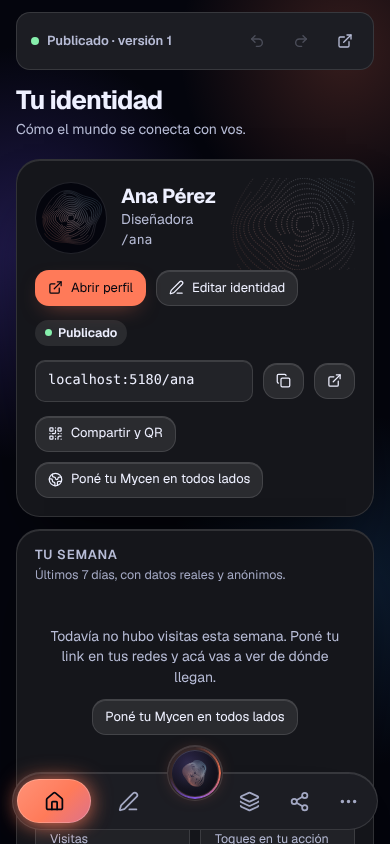 Publicado · versión 1
Tu identidad
Cómo el mundo se conecta con vos.
Ana Pérez
Diseñadora
/ana
Abrir perfil
Editar identidad
Publicado
localhost:5180/ana
Compartir y QR
Poné tu Mycen en todos lados
TU SEMANA
Últimos 7 días, con datos reales y anónimos.
Todavía no hubo visitas esta semana. Poné tu
link en tus redes y acá vas a ver de dónde
llegan.
Poné tu Mycen en todos lados
Visitas
Toques en tu acción